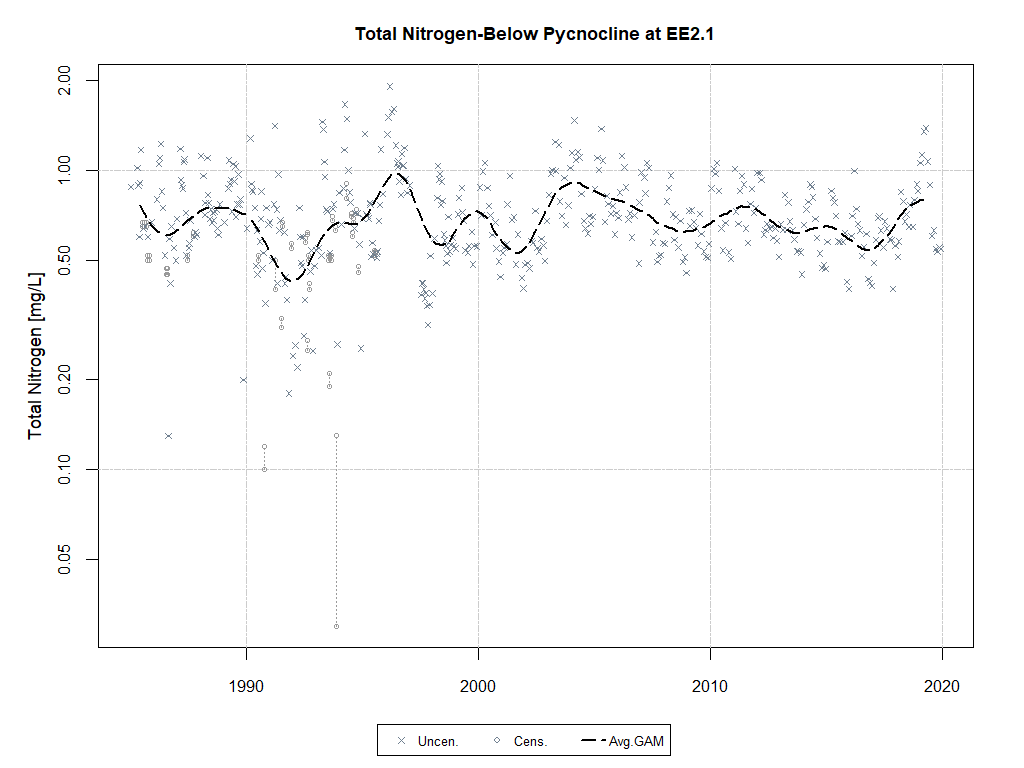 Total Nitrogen-Below Pycnocline at EE2.1
Total Nitrogen [mg/L]
2.00
1.00
0.50
0.20
0.10
0.05
1990 2000 2010 2020
Uncen. Cens. Avg.GAM